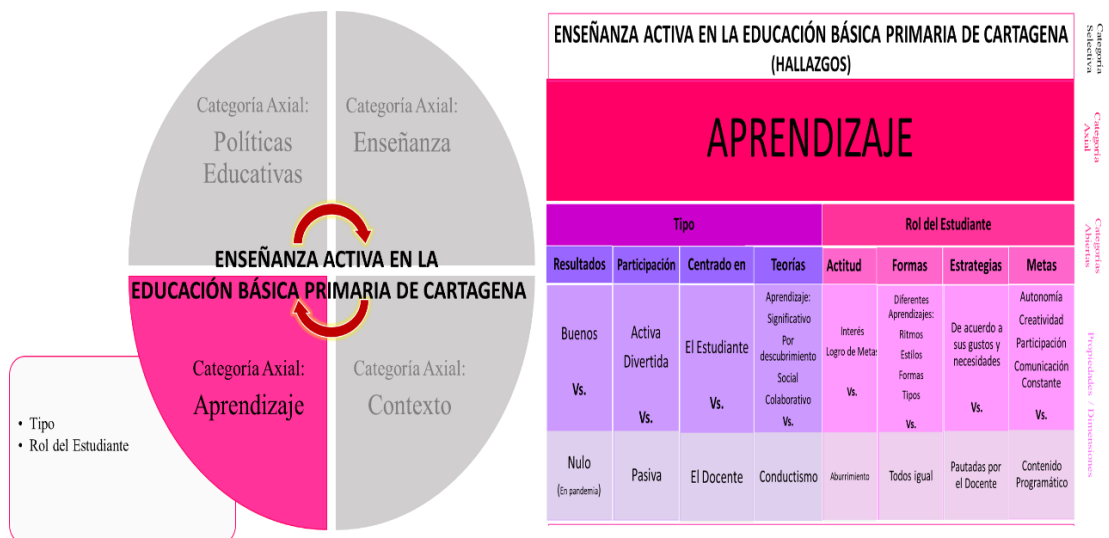 Categoría Axial:
Políticas
Educativas
Categoría Axial:
Enseñanza
ENSEÑANZA ACTIVA EN LA
EDUCACIÓN BÁSICA PRIMARIA DE CARTAGENA
Categoría Axial:
Aprendizaje
Categoría Axial:
Contexto
• Tipo
• Rol del Estudiante
ENSEÑANZA ACTIVA EN LA EDUCACIÓN BÁSICA PRIMARIA DE CARTAGENA
(HALLAZGOS)
Categoría
Selectiva
APRENDIZAJE
Categoría
Axial
Tipo
Rol del Estudiante
Categorías
Abiertas
Resultados
Participación
Centrado en
Teorías
Actitud
Formas
Estrategias
Metas
Buenos
Vs.
Activa
Divertida
Vs.
El Estudiante
Vs.
Aprendizaje:
Significativo
Por
descubrimiento
Social
Colaborativo
Vs.
Interés
Logro de Metas
Vs.
Diferentes
Aprendizajes:
Ritmos
Estilos
Formas
Tipos
Vs.
De acuerdo a
sus gustos y
necesidades
Vs.
Autonomía
Creatividad
Participación
Comunicación
Constante
Vs.
Propiedades / Dimensiones
Nulo
(En pandemia)
Pasiva
El Docente
Conductismo
Aburrimiento
Todos igual
Pautadas por
el Docente
Contenido
Programático